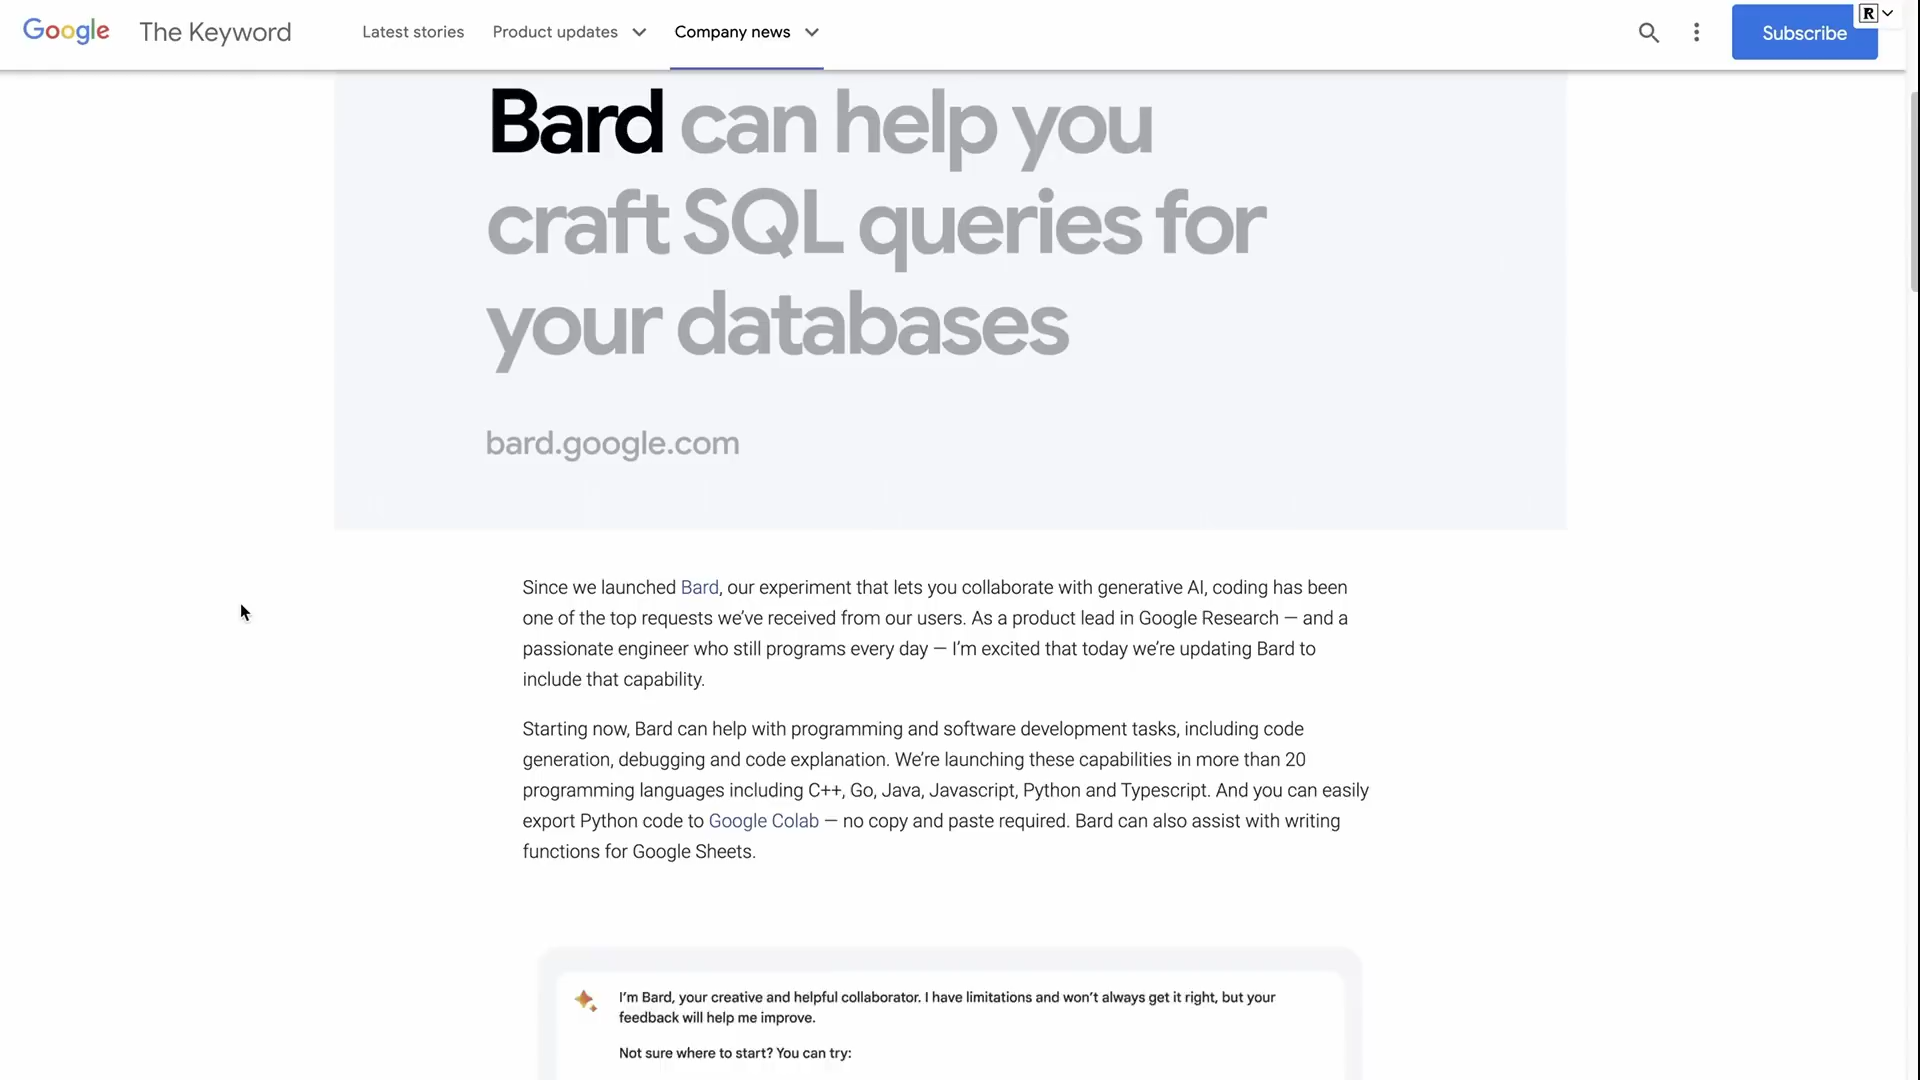 Google The Keyword Latest stories Product updates Company news Subscribe R
Bard can help you
craft SQL queries for
your databases
bard.google.com
Since we launched Bard, our experiment that lets you collaborate with generative AI, coding has been
one of the top requests we’ve received from our users. As a product lead in Google Research — and a
passionate engineer who still programs every day — I’m excited that today we’re updating Bard to
include that capability.
Starting now, Bard can help with programming and software development tasks, including code
generation, debugging and code explanation. We’re launching these capabilities in more than 20
programming languages including C++, Go, Java, Javascript, Python and Typescript. And you can easily
export Python code to Google Colab — no copy and paste required. Bard can also assist with writing
functions for Google Sheets.
I’m Bard, your creative and helpful collaborator. I have limitations and won’t always get it right, but your
feedback will help me improve.
Not sure where to start? You can try: